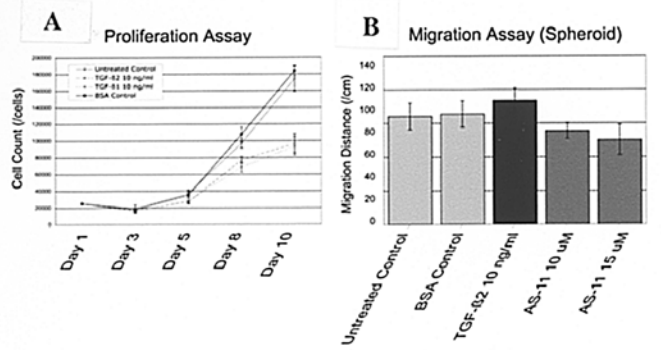 A
Proliferation Assay
Cell Count (/cells)
200000
180000
160000
140000
120000
100000
80000
60000
40000
20000
0
Untreated Control
TGF-ß2 10 ng/ml
TGF-ß1 10 ng/ml
BSA Control
Day 1
Day 3
Day 5
Day 8
Day 10
B
Migration Assay (Spheroid)
Migration Distance (/cm)
140
120
100
80
60
40
20
0
Untreated Control
BSA Control
TGF-ß2 10 ng/ml
AS-11 10 uM
AS-11 15 uM